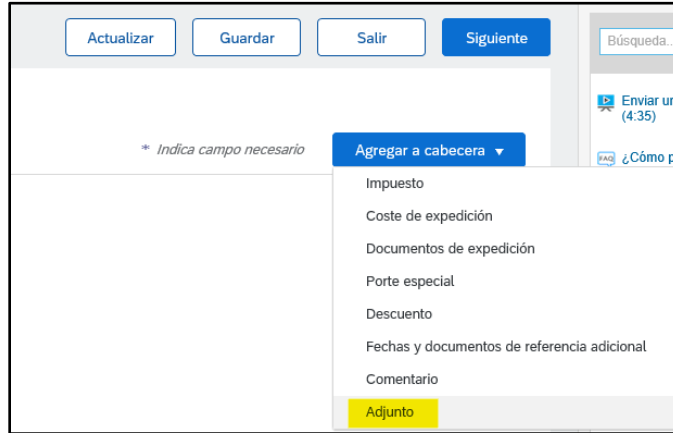 Actualizar
Guardar
Salir
Siguiente
Búsqueda..
Enviar
(4:35)
* Indica campo necesario
Agregar a cabecera
FAQ ¿Cómo
Impuesto
Coste de expedición
Documentos de expedición
Porte especial
Descuento
Fechas y documentos de referencia adicional
Comentario
Adjunto